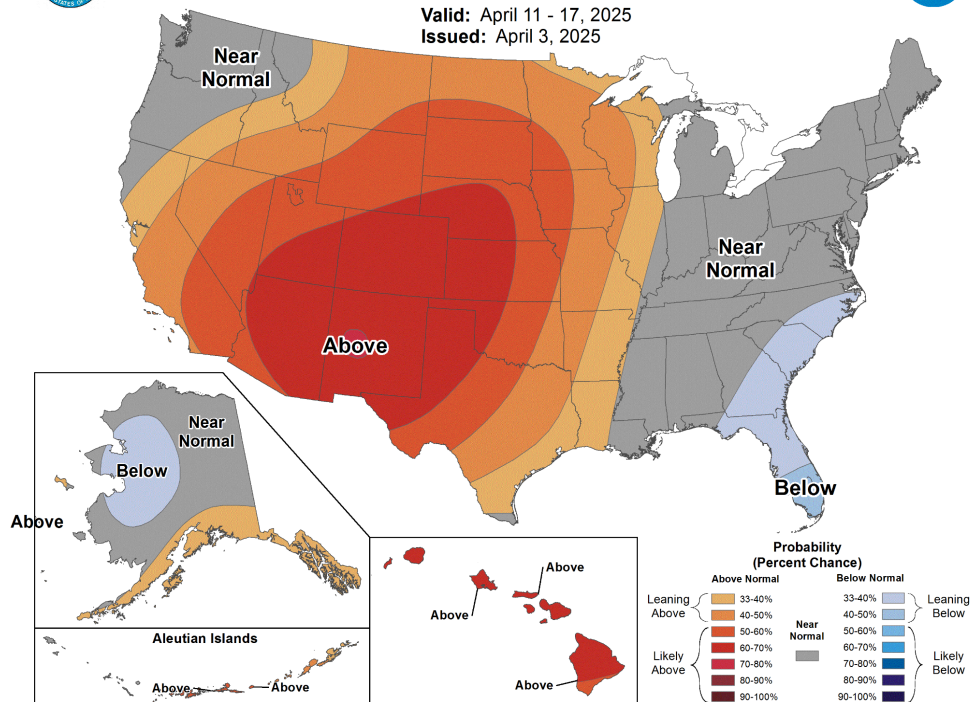 STATES OF
Valid: April 11 - 17, 2025
Issued: April 3, 2025
Near
Normal
Near
Normal
Above
Below
Near
Normal
Below
Above
Aleutian Islands
Above
Above
Above
Above
Above
Probability
(Percent Chance)
Above Normal
Below Normal
Leaning
Above
33-40%
40-50%
Likely
Above
50-60%
60-70%
70-80%
80-90%
90-100%
Near
Normal
33-40%
40-50%
Leaning
Below
50-60%
60-70%
70-80%
80-90%
90-100%
Likely
Below